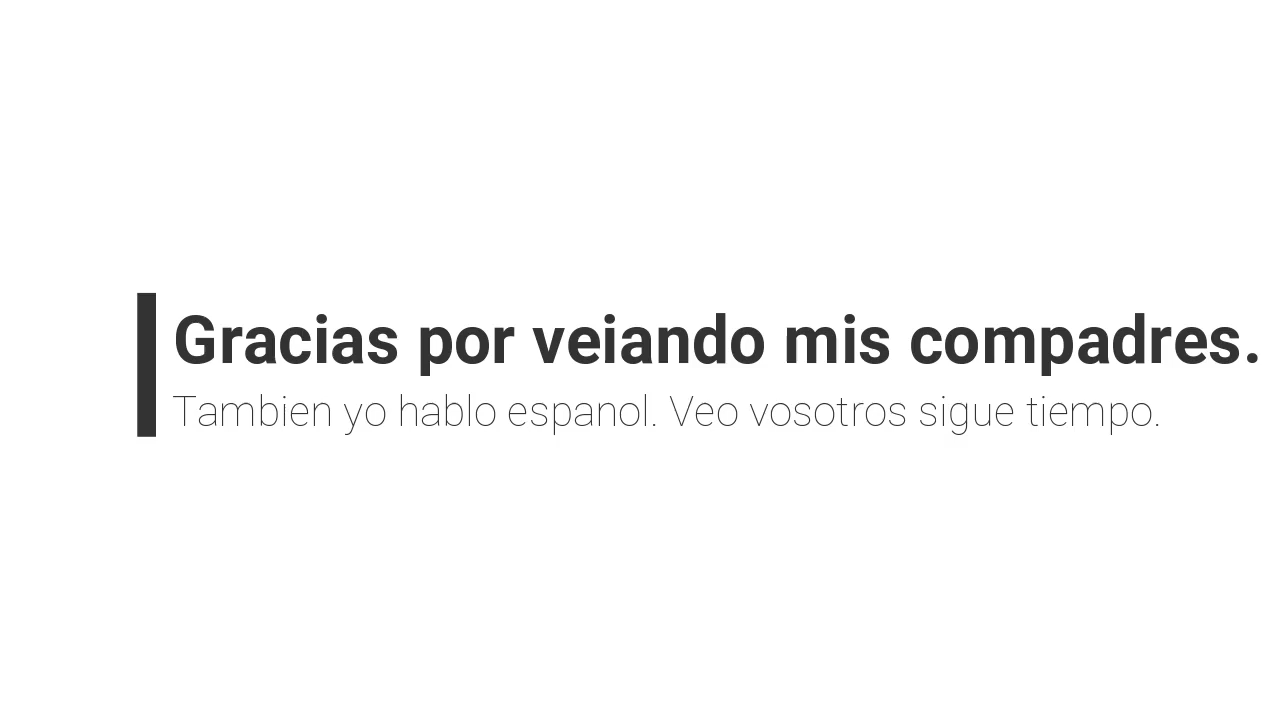 Gracias por veiando mis compadres.
Tambien yo hablo espanol. Veo vosotros sigue tiempo.